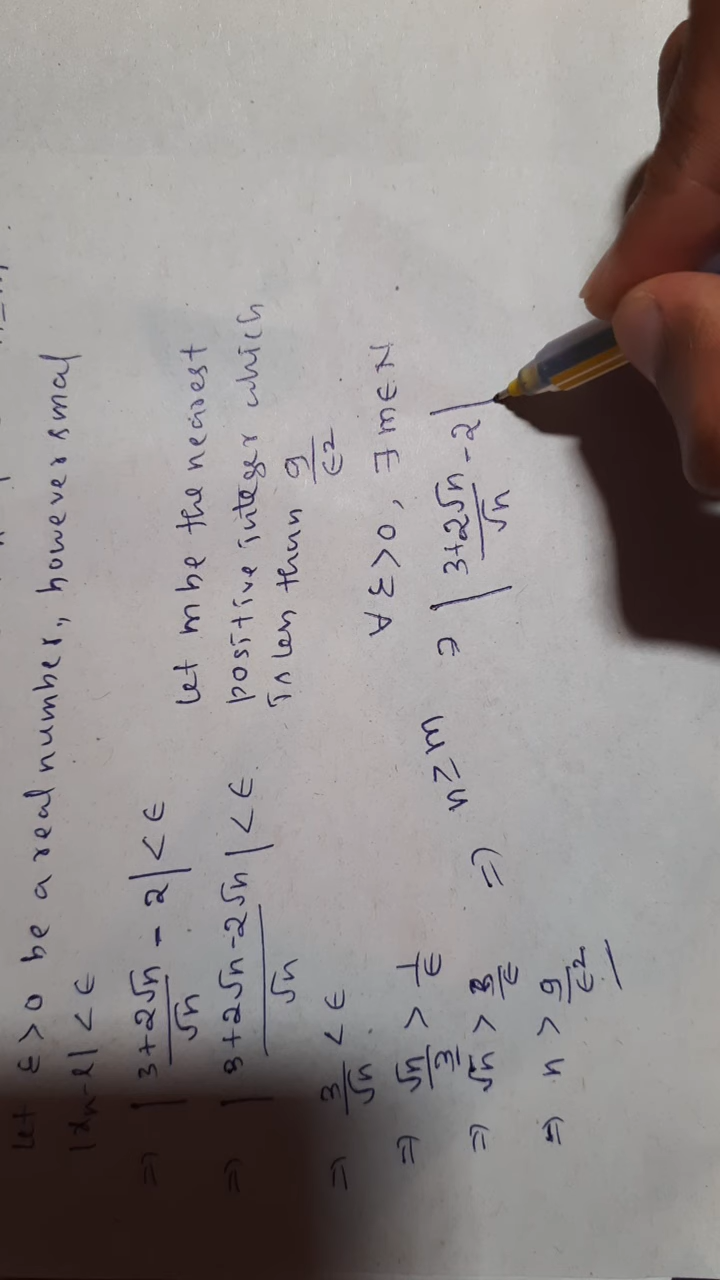 Let ε > 0 be a real number, however smal
|xₙ-l| < ϵ
⇒ | (3+2√n)/√n - 2 | < ϵ
⇒ | (3+2√n-2√n)/√n | < ϵ
⇒ 3/√n < ϵ
⇒ √n/3 > 1/ϵ
⇒ √n > 3/ϵ
⇒ n > 9/ϵ²
Let m be the nearest
positive integer which
is less than 9/ϵ²
∀ ε > 0, ∃ m ∈ N
⇒ n ≥ m ⇒ | (3+2√n)/√n - 2 |